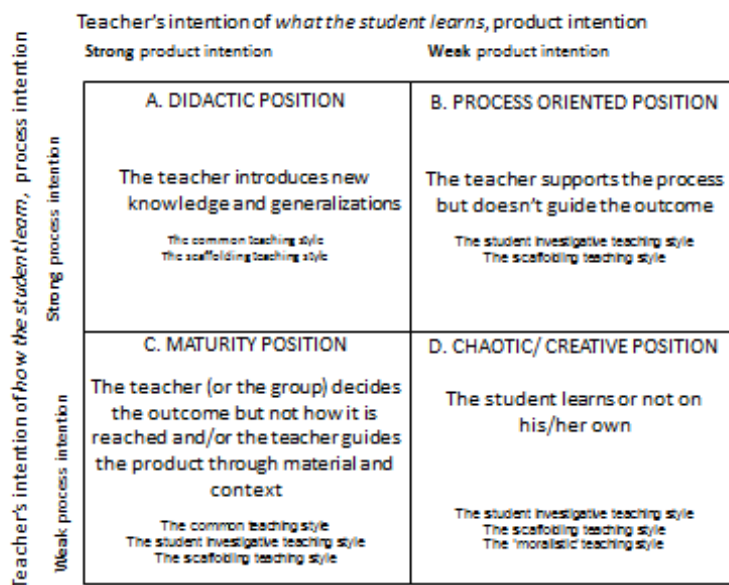 Teacher's intention of what the student learns, product intention
Strong product intention
Weak product intention
Teacher's intention of how the student learn, process intention
Strong process intention
Weak process intention
A. DIDACTIC POSITION
The teacher introduces new
knowledge and generalizations
The common teaching style
The scaffolding teaching style
B. PROCESS ORIENTED POSITION
The teacher supports the process
but doesn't guide the outcome
The student investigative teaching style
The scaffolding teaching style
C. MATURITY POSITION
The teacher (or the group) decides
the outcome but not how it is
reached and/or the teacher guides
the product through material and
context
The common teaching style
The student investigative teaching style
The scaffolding teaching style
D. CHAOTIC/ CREATIVE POSITION
The student learns or not on
his/her own
The student investigative teaching style
The scaffolding teaching style
The 'moralistic' teaching style